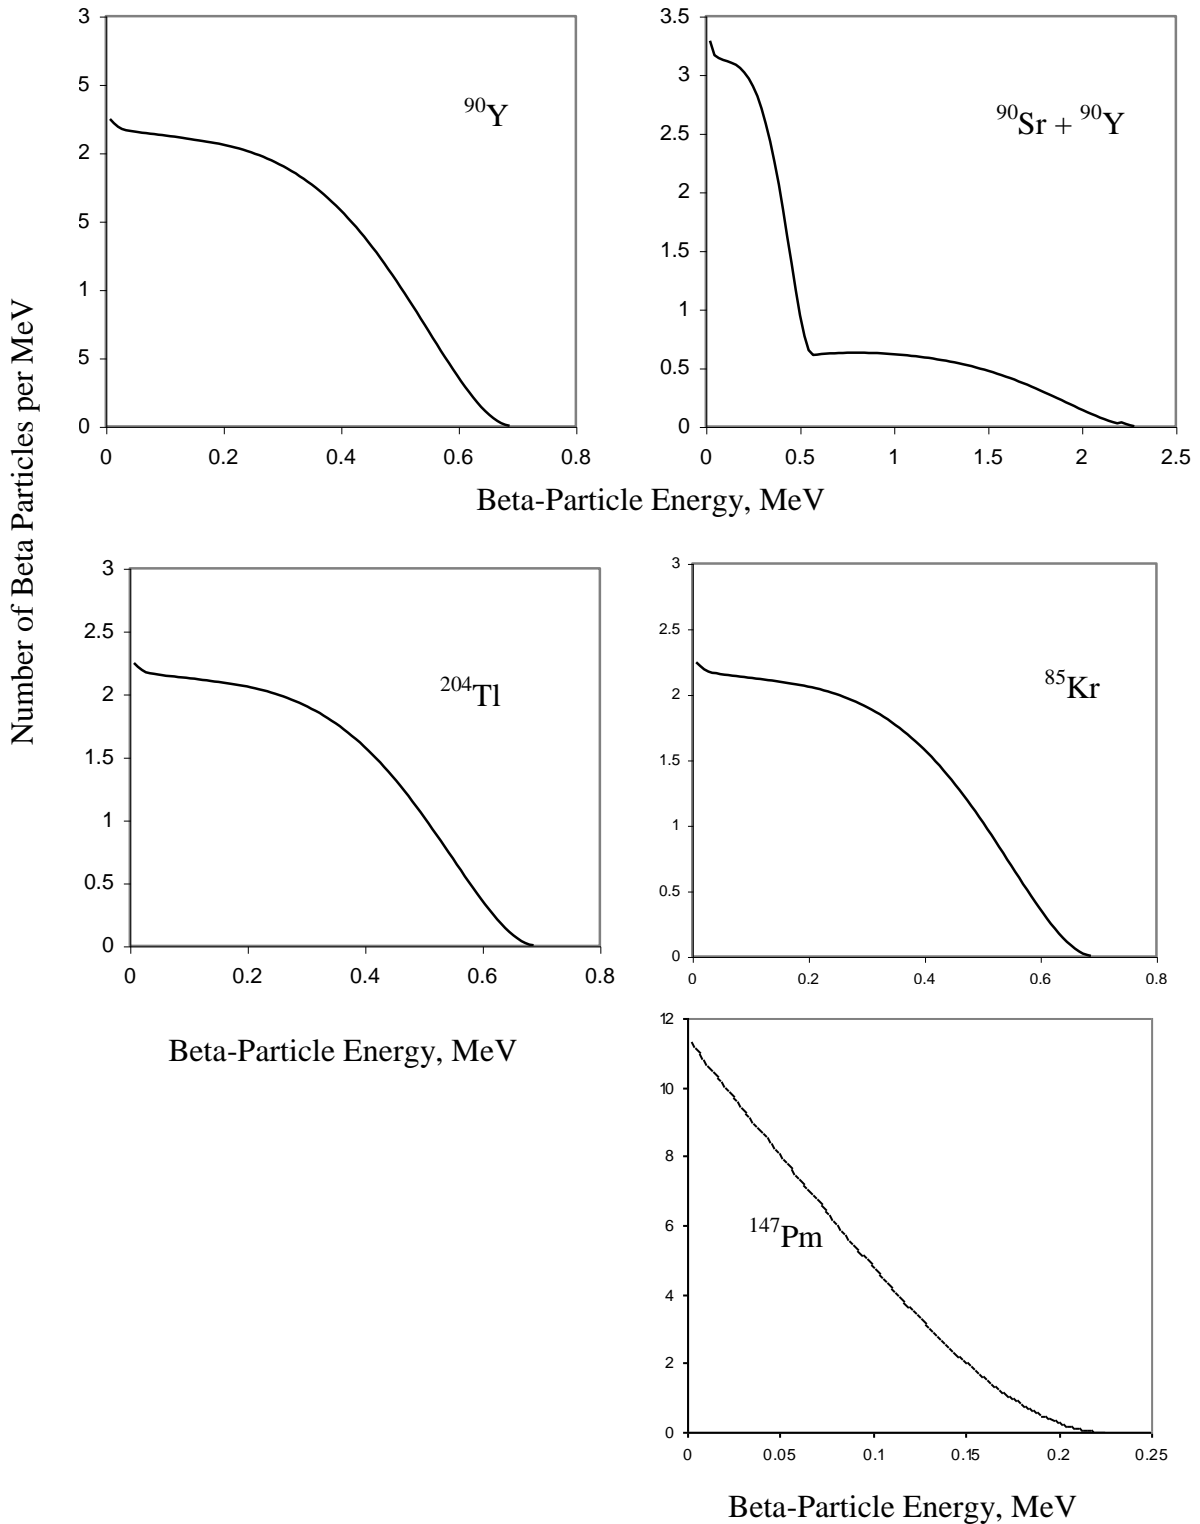 Number of Beta Particles per MeV
3
5
2
5
1
5
0
0 0.2 0.4 0.6 0.8
⁹⁰Y
3.5
3
2.5
2
1.5
1
0.5
0
0 0.5 1 1.5 2 2.5
⁹⁰Sr + ⁹⁰Y
Beta-Particle Energy, MeV
3
2.5
2
1.5
1
0.5
0
0 0.2 0.4 0.6 0.8
²⁰⁴Tl
Beta-Particle Energy, MeV
3
2.5
2
1.5
1
0.5
0
0 0.2 0.4 0.6 0.8
⁸⁵Kr
12
10
8
6
4
2
0
0 0.05 0.1 0.15 0.2 0.25
¹⁴⁷Pm
Beta-Particle Energy, MeV